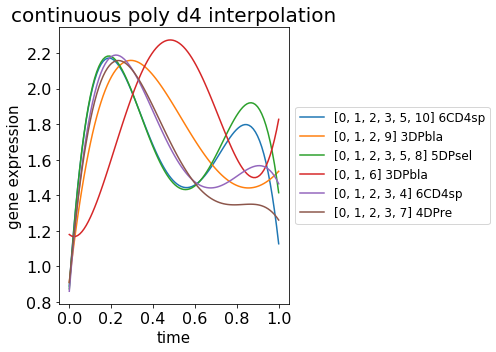 continuous poly d4 interpolation
gene expression
2.2
2.0
1.8
1.6
1.4
1.2
1.0
0.8
0.0 0.2 0.4 0.6 0.8 1.0
time
[0, 1, 2, 3, 5, 10] 6CD4sp
[0, 1, 2, 9] 3DPbla
[0, 1, 2, 3, 5, 8] 5DPsel
[0, 1, 6] 3DPbla
[0, 1, 2, 3, 4] 6CD4sp
[0, 1, 2, 3, 7] 4DPre